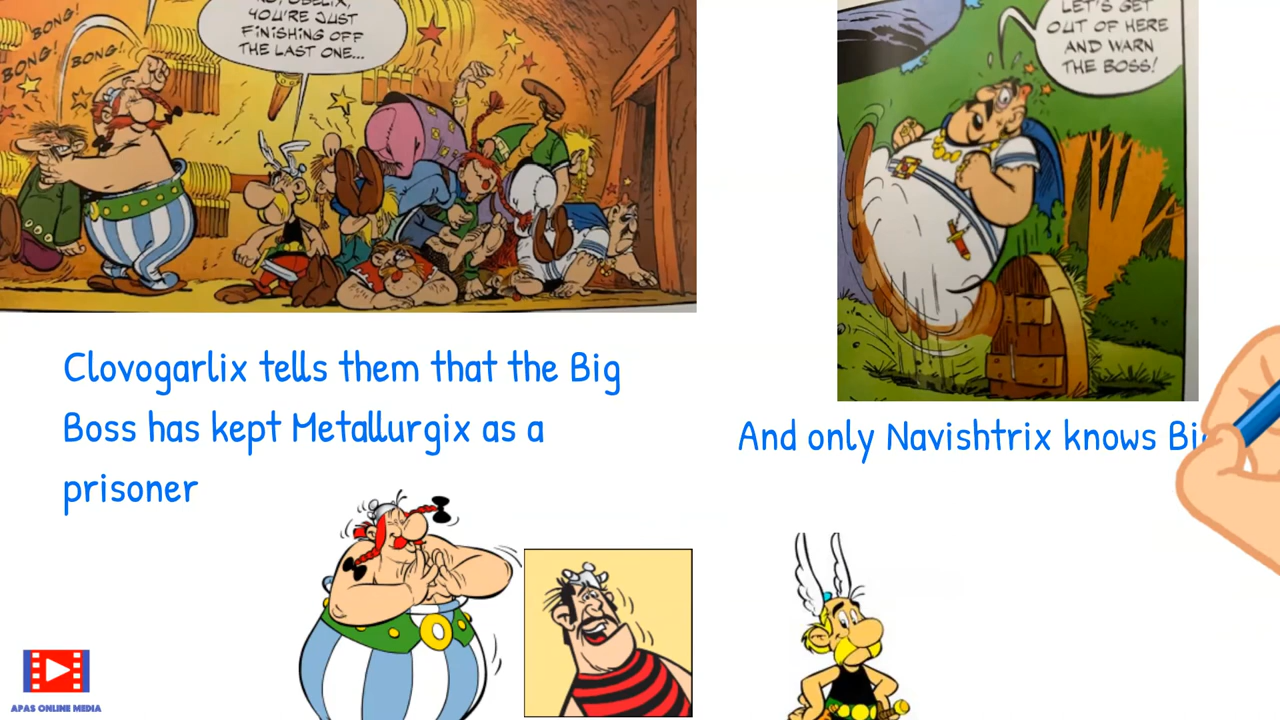 BONG!
BONG!
BONG!
OBELIX,
YOU'RE JUST
FINISHING OFF
THE LAST ONE...
LET'S GET
OUT OF HERE
AND WARN
THE BOSS!
Clovogarlix tells them that the Big
Boss has kept Metallurgix as a
prisoner
And only Navishtrix knows
APAS ONLINE MEDIA